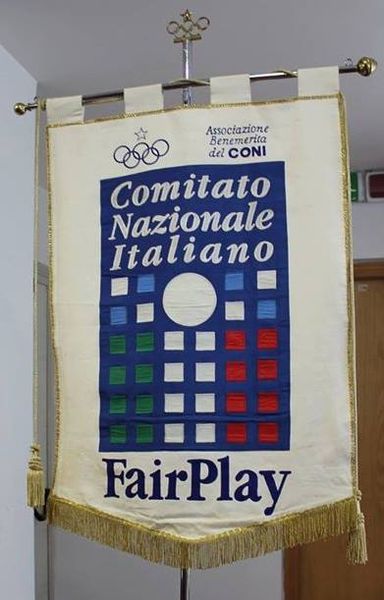 Associazione
Benemerita
del CONI
Comitato
Nazionale
Italiano
FairPlay